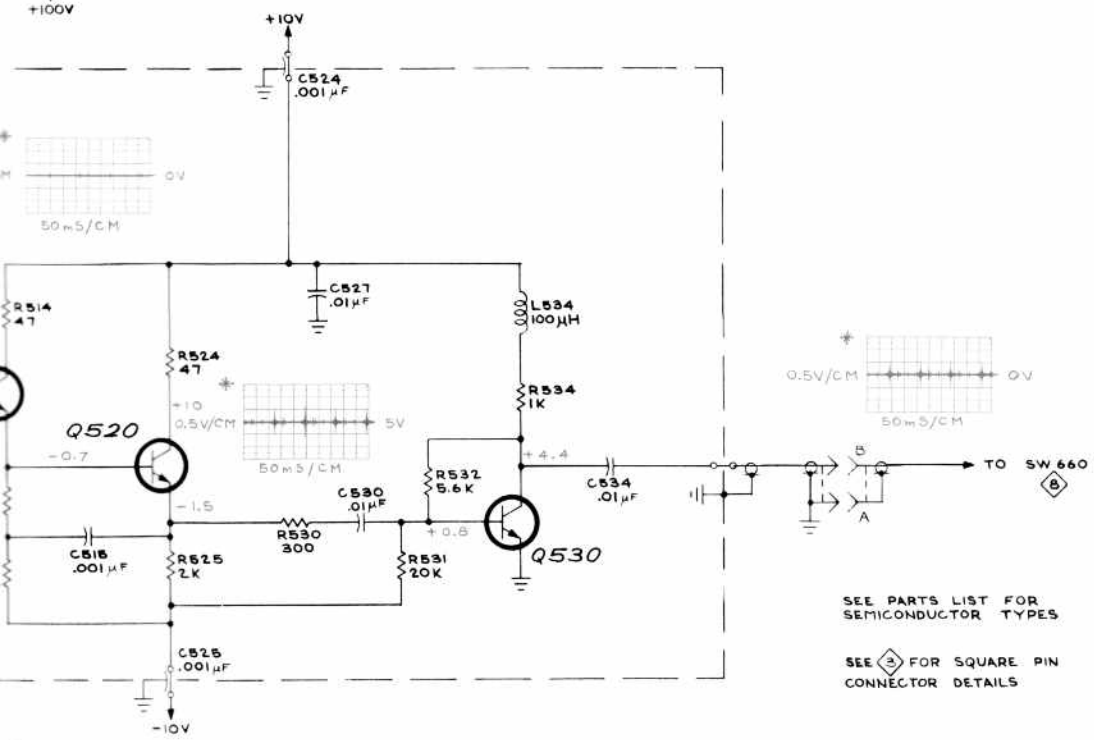 +100V
+10V
C524
.001µF
M
0V
50mS/CM
R514
47
C527
.01µF
L534
100µH
R524
47
+10
0.5V/CM
5V
50mS/CM
R534
1K
0.5V/CM
0V
50mS/CM
Q520
-0.7
-1.5
R532
5.6K
+4.4
C534
.01µF
B
A
TO SW660
8
C530
.01µF
R530
300
+0.8
Q530
C515
.001µF
R525
2K
R531
20K
SEE PARTS LIST FOR
SEMICONDUCTOR TYPES
C525
.001µF
SEE 3 FOR SQUARE PIN
CONNECTOR DETAILS
-10V